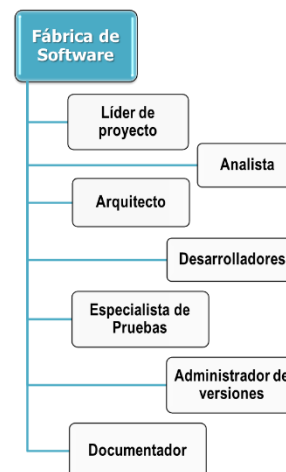 Fábrica de
Software
Líder de
proyecto
Analista
Arquitecto
Desarrolladores
Especialista de
Pruebas
Administrador de
versiones
Documentador